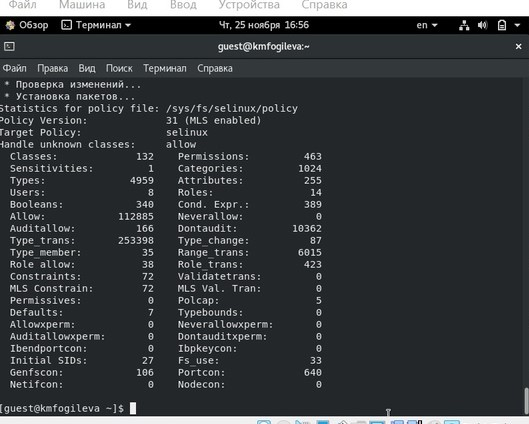 Файл Машина Вид Ввод Устройства Справка
Обзор Терминал Чт, 25 ноября 16:56 en
guest@kmfogileva:~
Файл Правка Вид Поиск Терминал Справка
* Проверка изменений...
* Установка пакетов...
Statistics for policy file: /sys/fs/selinux/policy
Policy Version: 31 (MLS enabled)
Target Policy: selinux
Handle unknown classes: allow
Classes: 132 Permissions: 463
Sensitivities: 1 Categories: 1024
Types: 4959 Attributes: 255
Users: 8 Roles: 14
Booleans: 340 Cond. Expr.: 389
Allow: 112885 Neverallow: 0
Auditallow: 166 Dontaudit: 10362
Type_trans: 253398 Type_change: 87
Type_member: 35 Range_trans: 6015
Role allow: 38 Role_trans: 423
Constraints: 72 Validatetrans: 0
MLS Constrain: 72 MLS Val. Tran: 0
Permissives: 0 Polcap: 5
Defaults: 7 Typebounds: 0
Allowxperm: 0 Neverallowxperm: 0
Auditallowxperm: 0 Dontauditxperm: 0
Ibendportcon: 0 Ibpkeycon: 0
Initial SIDs: 27 Fs_use: 33
Genfscon: 106 Portcon: 640
Netifcon: 0 Nodecon: 0
[guest@kmfogileva ~]$